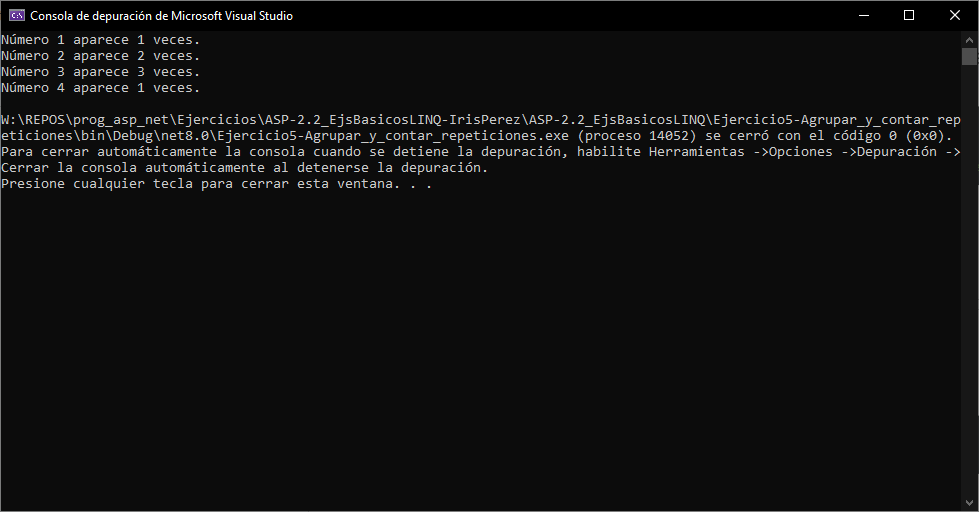 Consola de depuración de Microsoft Visual Studio
Número 1 aparece 1 veces.
Número 2 aparece 2 veces.
Número 3 aparece 3 veces.
Número 4 aparece 1 veces.
W:\REPOS\prog_asp_net\Ejercicios\ASP-2.2_EjsBasicosLINQ-IrisPerez\ASP-2.2_EjsBasicosLINQ\Ejercicio5-Agrupar_y_contar_rep
eticiones\bin\Debug\net8.0\Ejercicio5-Agrupar_y_contar_repeticiones.exe (proceso 14052) se cerró con el código 0 (0x0).
Para cerrar automáticamente la consola cuando se detiene la depuración, habilite Herramientas ->Opciones ->Depuración ->
Cerrar la consola automáticamente al detenerse la depuración.
Presione cualquier tecla para cerrar esta ventana. . .